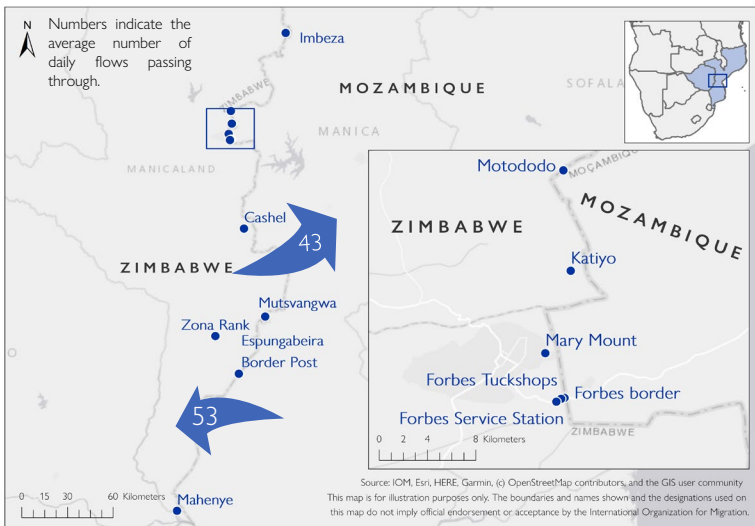 N
Numbers indicate the
average number of
daily flows passing
through.
Imbeza
ZIMBABWE
MOZAMBIQUE
SOFALA
MANICA
MANICALAND
Cashel
43
ZIMBABWE
Mutsvangwa
Zona Rank
Espungabeira
Border Post
53
Mahenye
0 15 30 60 Kilometers
Motododo
MOÇAMBIQUE
ZIMBABWE
MOZAMBIQUE
Katiyo
Mary Mount
Forbes Tuckshops
Forbes border
Forbes Service Station
ZIMBABWE
0 2 4 8 Kilometers
Source: IOM, Esri, HERE, Garmin, (c) OpenStreetMap contributors, and the GIS user community
This map is for illustration purposes only. The boundaries and names shown and the designations used on
this map do not imply official endorsement or acceptance by the International Organization for Migration.